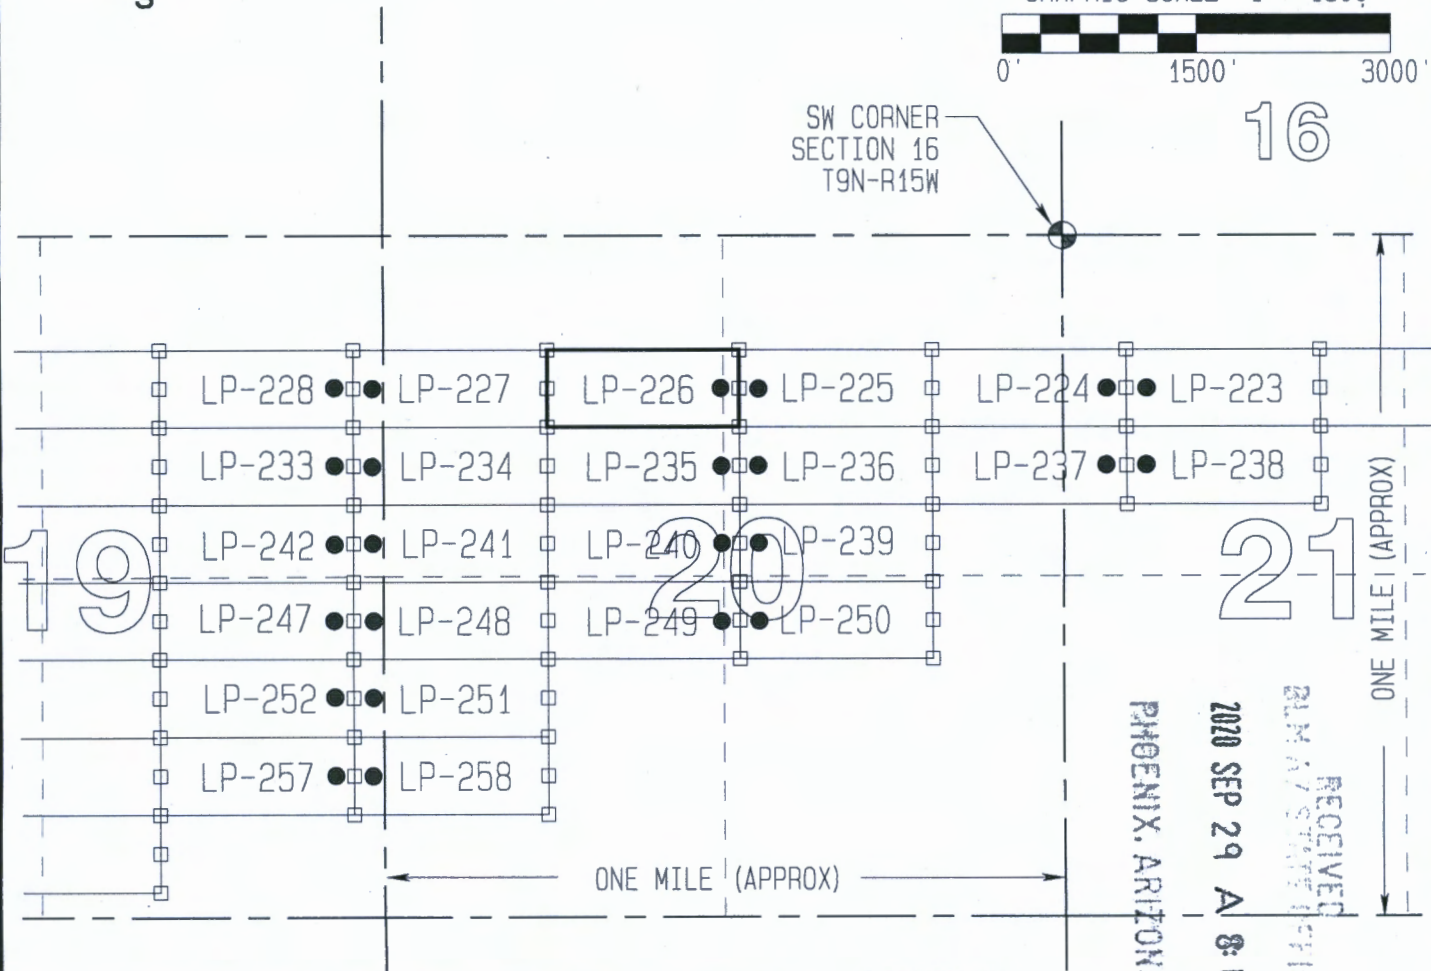 0' 1500' 3000'
16
SW CORNER
SECTION 16
T9N-R15W
LP-228 LP-227 LP-226 LP-225 LP-224 LP-223
LP-233 LP-234 LP-235 LP-236 LP-237 LP-238
LP-242 LP-241 LP-240 LP-239
19 20 21
LP-247 LP-248 LP-249 LP-250
LP-252 LP-251
LP-257 LP-258
ONE MILE (APPROX)
ONE MILE (APPROX)
RECEIVED
BLM AZ STATE
2020 SEP 29 A 8:
PHOENIX, ARIZON